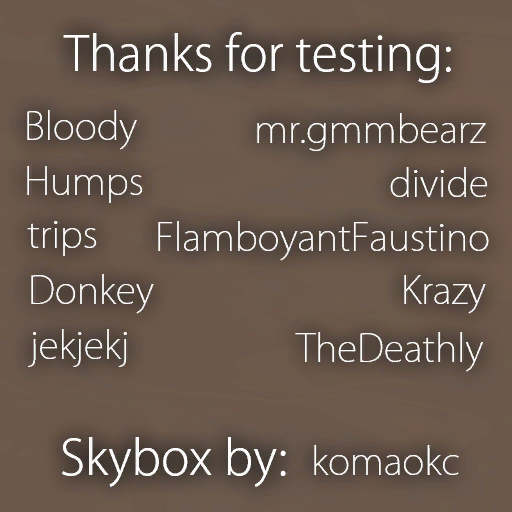 Thanks for testing:
Bloody mr.gmmbearz
Humps divide
trips FlamboyantFaustino
Donkey Krazy
jekjekj TheDeathly
Skybox by: komaokc